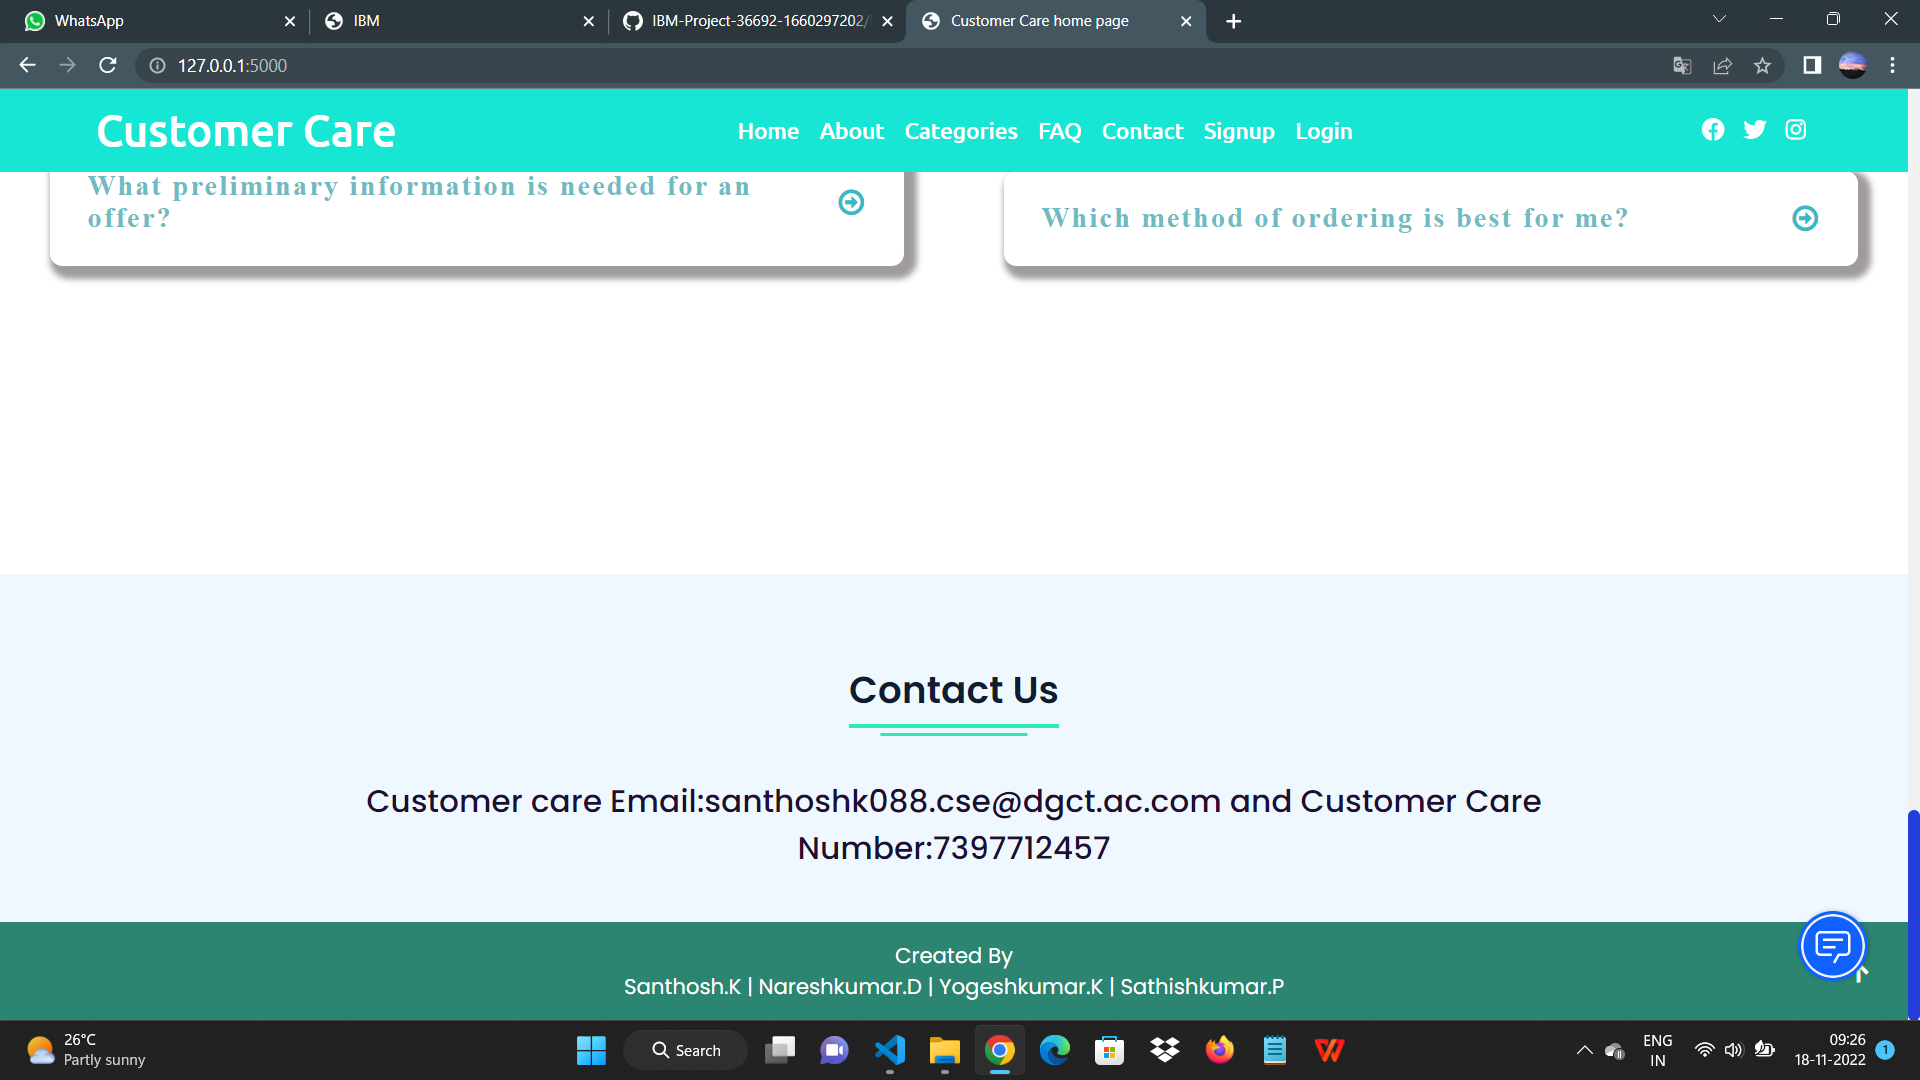 WhatsApp
IBM
IBM-Project-36692-1660297202/
Customer Care home page
127.0.0.1:5000
Customer Care
Home About Categories FAQ Contact Signup Login
What preliminary information is needed for an
offer?
Which method of ordering is best for me?
Contact Us
Customer care Email:santhoshk088.cse@dgct.ac.com and Customer Care
Number:7397712457
Created By
Santhosh.K | Nareshkumar.D | Yogeshkumar.K | Sathishkumar.P
26°C
Partly sunny
Search
ENG
IN
09:26
18-11-2022
1